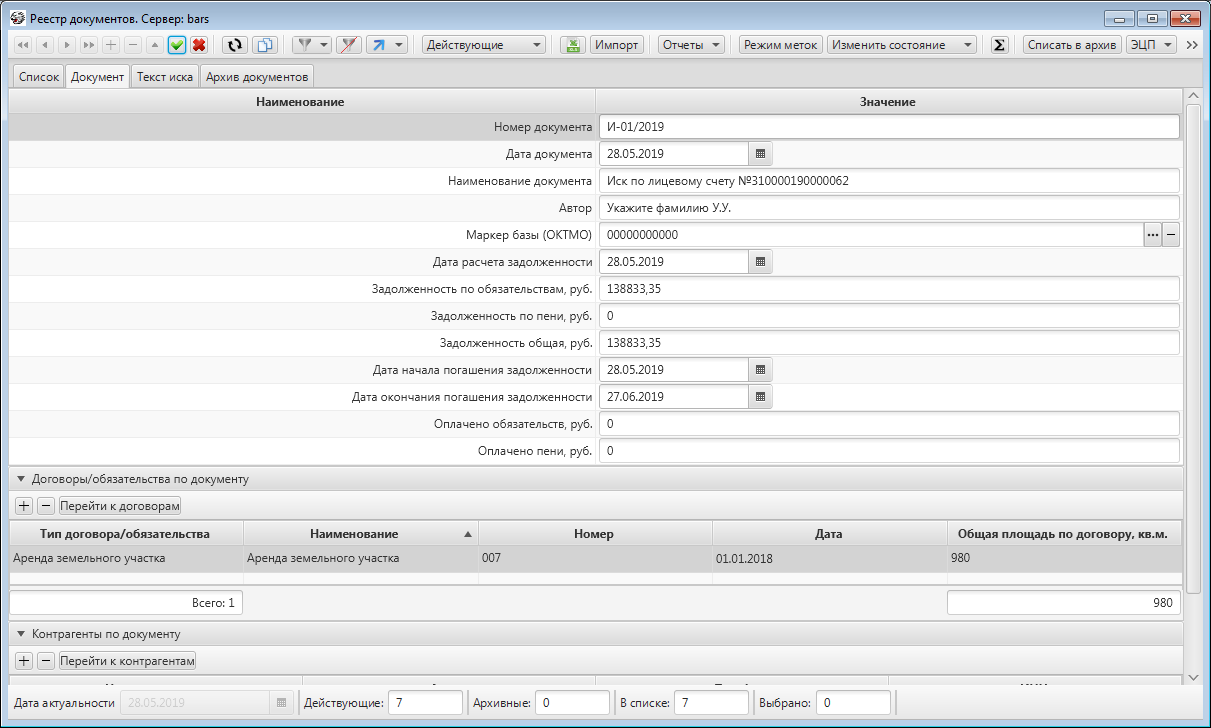 Реестр документов. Сервер: bars
Действующие Импорт Отчеты Режим меток Изменить состояние Σ Списать в архив ЭЦП
Список Документ Текст иска Архив документов
Наименование Значение
Номер документа И-01/2019
Дата документа 28.05.2019
Наименование документа Иск по лицевому счету №310000190000062
Автор Укажите фамилию У.У.
Маркер базы (ОКТМО) 00000000000
Дата расчета задолженности 28.05.2019
Задолженность по обязательствам, руб. 138833,35
Задолженность по пени, руб. 0
Задолженность общая, руб. 138833,35
Дата начала погашения задолженности 28.05.2019
Дата окончания погашения задолженности 27.06.2019
Оплачено обязательств, руб. 0
Оплачено пени, руб. 0
Договоры/обязательства по документу
Перейти к договорам
Тип договора/обязательства Наименование Номер Дата Общая площадь по договору, кв.м.
Аренда земельного участка Аренда земельного участка 007 01.01.2018 980
Всего: 1 980
Контрагенты по документу
Перейти к контрагентам
Дата актуальности 28.05.2019 Действующие: 7 Архивные: 0 В списке: 7 Выбрано: 0